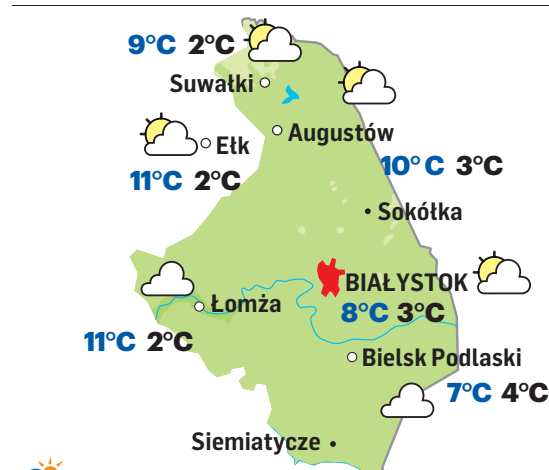 9°C 2°C
Suwałki
Augustów
Ełk
11°C 2°C
10°C 3°C
Sokółka
BIAŁYSTOK
8°C 3°C
Łomża
11°C 2°C
Bielsk Podlaski
7°C 4°C
Siemiatycze